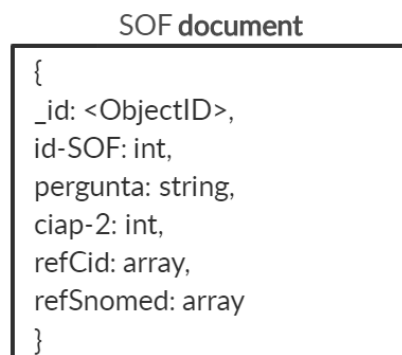 SOF document
{
_id: <ObjectID>,
id-SOF: int,
pergunta: string,
ciap-2: int,
refCid: array,
refSnomed: array
}